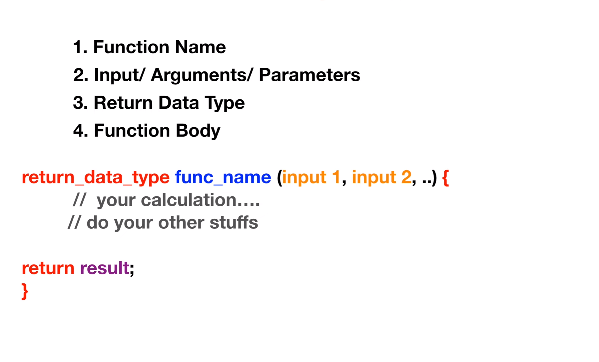 1. Function Name
2. Input/ Arguments/ Parameters
3. Return Data Type
4. Function Body
return_data_type func_name (input 1, input 2, ..) {
// your calculation....
// do your other stuffs
return result;
}